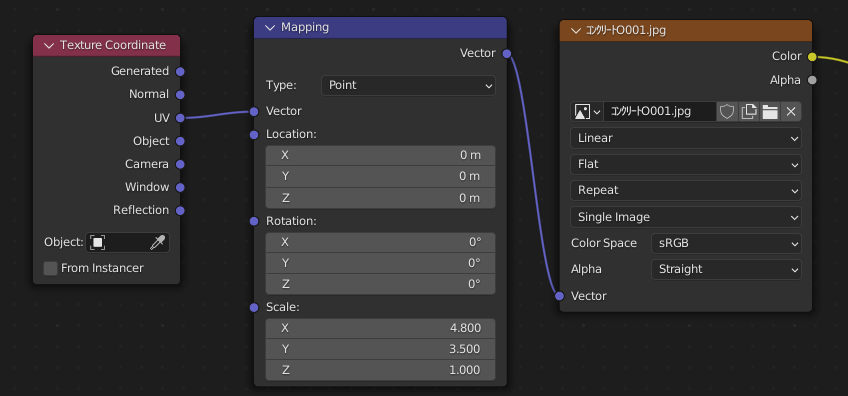 Texture Coordinate
Generated
Normal
UV
Object
Camera
Window
Reflection
Object:
From Instancer
Mapping
Vector
Type:
Point
Vector
Location:
X 0 m
Y 0 m
Z 0 m
Rotation:
X 0°
Y 0°
Z 0°
Scale:
X 4.800
Y 3.500
Z 1.000
ｺﾝｸﾘｰﾄO001.jpg
Color
Alpha
ｺﾝｸﾘｰﾄO001.jpg
Linear
Flat
Repeat
Single Image
Color Space sRGB
Alpha Straight
Vector